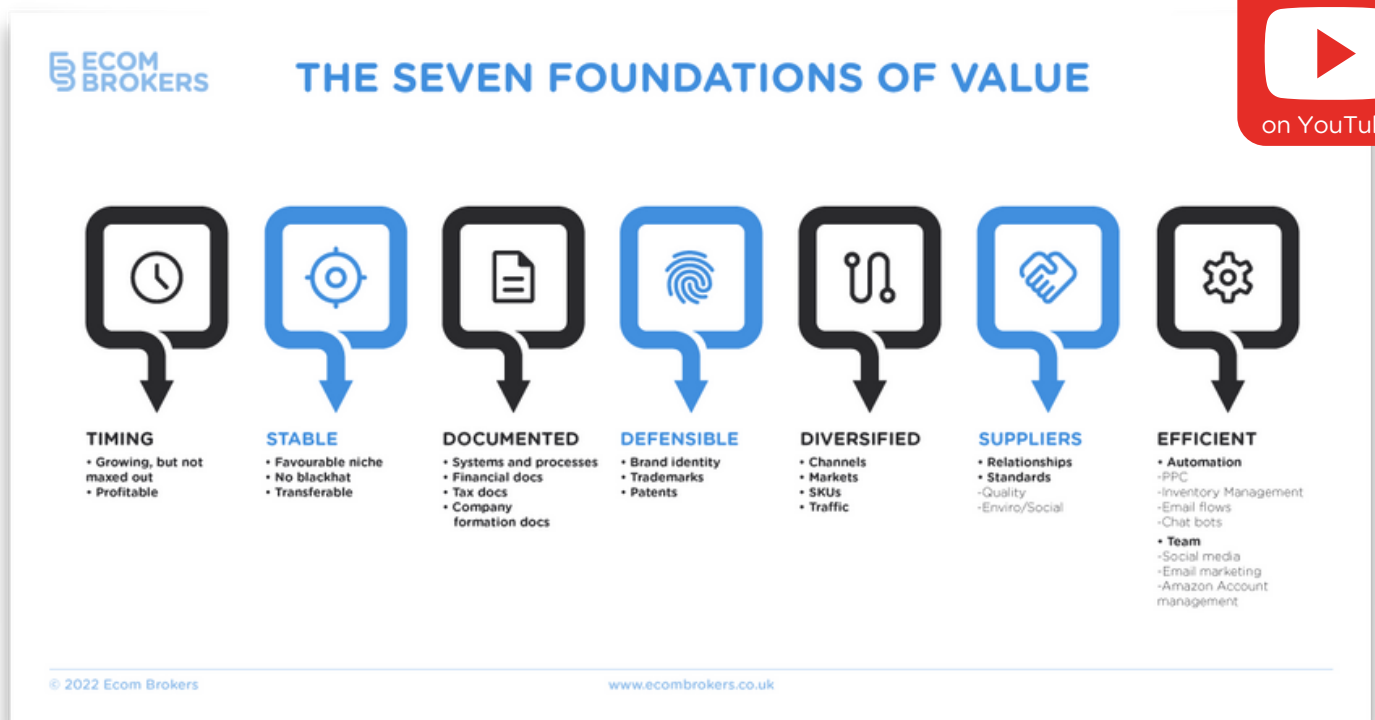 ECOM
BROKERS
THE SEVEN FOUNDATIONS OF VALUE
TIMING
• Growing, but not
maxed out
• Profitable
STABLE
• Favourable niche
• No blackhat
• Transferable
DOCUMENTED
• Systems and processes
• Financial docs
• Tax docs
• Company
formation docs
DEFENSIBLE
• Brand identity
• Trademarks
• Patents
DIVERSIFIED
• Channels
• Markets
• SKUs
• Traffic
SUPPLIERS
• Relationships
• Standards
-Quality
-Enviro/Social
EFFICIENT
• Automation
-PPC
-Inventory Management
-Email flows
-Chat bots
• Team
-Social media
-Email marketing
-Amazon Account
management
© 2022 Ecom Brokers
www.ecombrokers.co.uk
on